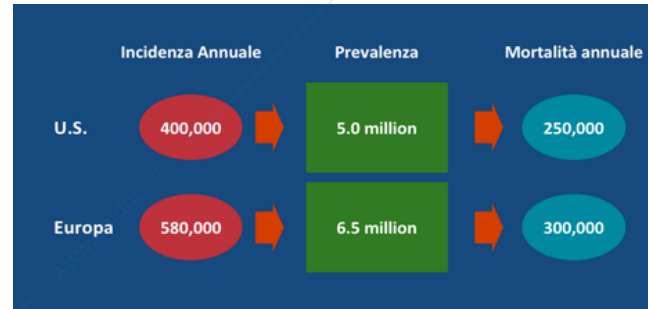 Incidenza Annuale Prevalenza Mortalità annuale
U.S. 400,000 5.0 million 250,000
Europa 580,000 6.5 million 300,000